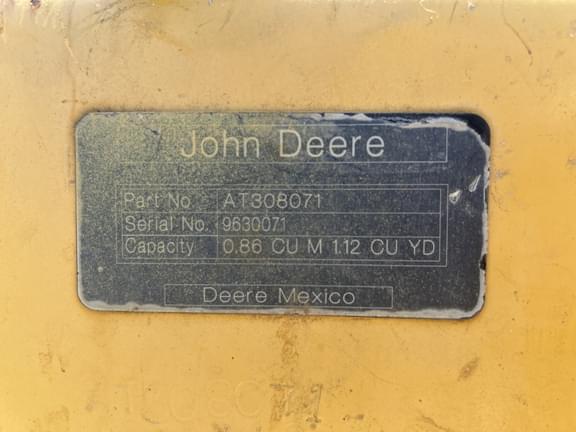 John Deere
Part No AT308071
Serial No. 9630071
Capacity 0.86 CU M 1.12 CU YD
Deere Mexico